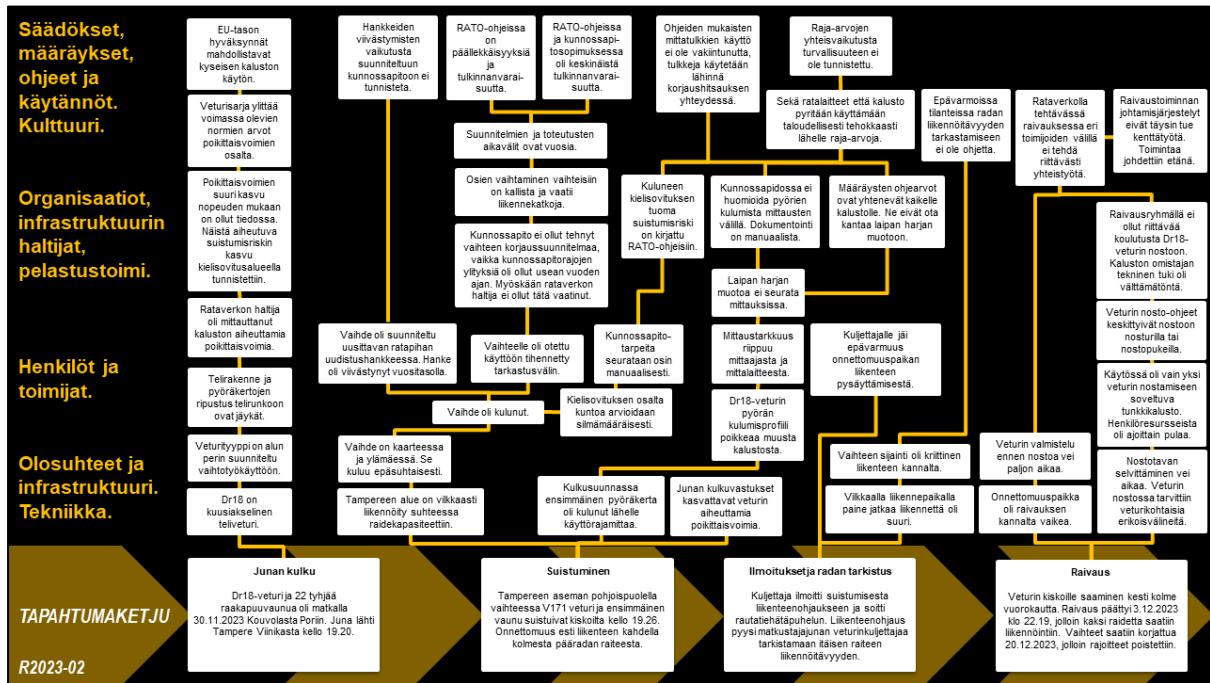 Säädökset,
määräykset,
ohjeet ja
käytännöt.
Kulttuuri.
Organisaatiot,
infrastruktuurin
haltijat,
pelastustoimi.
Henkilöt ja
toimijat.
Olosuhteet ja
infrastruktuuri.
Tekniikka.
EU-tason
hyväksynnät
mahdollistavat
kyseisen kaluston
käytön.
Veturisarja ylittää
voimassa olevien
normien arvot
poikittaisvoimien
osalta.
Poikittaisvoimien
suuri kasvu
nopeuden mukaan
on ollut tiedossa.
Näistä aiheutuva
suistumisriskin
kasvu
kielisovitusalueella
tunnistettiin.
Rataverkon haltija
oli mittauttanut
kaluston aiheuttamia
poikittaisvoimia.
Telirakenne ja
pyöräkertojen
ripustus telirunkoon
ovat jäykät.
Veturityyppi on alun
perin suunniteltu
vaihtotyökäyttöön.
Dr18 on
kuusiakselinen
teliveturi.
Hankkeiden
viivästymisten
vaikutusta
suunniteltuun
kunnossapitoon ei
tunnisteta.
RATO-ohjeissa
on
päällekkäisyyksiä
ja
tulkinnanvarai-
suutta.
RATO-ohjeissa
ja kunnossapi-
tosopimuksessa
oli keskinäistä
tulkinnanvarai-
suutta.
Suunnitelmien ja toteutusten
aikavälit ovat vuosia.
Osien vaihtaminen vaihteisiin
on kallista ja vaatii
liikennekatkoja.
Kunnossapito ei ollut tehnyt
vaihteen korjaussuunnitelmaa,
vaikka kunnossapitorajojen
ylityksiä oli ollut usean vuoden
ajan. Myöskään rataverkon
haltija ei ollut tätä vaatinut.
Vaihde oli suunniteltu
uusittavan ratapihan
uudistushankkeessa. Hanke
oli viivästynyt vuositasolla.
Vaihteelle oli otettu
käyttöön tihennetty
tarkastusvälin.
Vaihde oli kulunut.
Vaihde on kaarteessa
ja ylämäessä. Se
kuluu epäsuhtaisesti.
Tampereen alue on vilkkaasti
liikennöity suhteessa
raidekapasiteettiin.
Ohjeiden mukaisten
mittatulkkien käyttö
ei ole vakiintunutta,
tulkkeja käytetään
lähinnä
korjaushitsauksen
yhteydessä.
Raja-arvojen
yhteisvaikutusta
turvallisuuteen ei
ole tunnistettu.
Sekä ratalaitteet että kalusto
pyritään käyttämään
taloudellisesti tehokkaasti
lähelle raja-arvoja.
Kuluneen
kielisovituksen
tuoma
suistumisriski
on kirjattu
RATO-ohjeisiin.
Kunnossapidossa ei
huomioida pyörien
kulumista mittausten
välillä. Dokumentointi
on manuaalista.
Määräysten ohjearvot
ovat yhtenevät kaikelle
kalustolle. Ne eivät ota
kantaa laipan harjan
muotoon.
Laipan harjan
muotoa ei seurata
mittauksissa.
Kunnossapito-
tarpeita
seurataan osin
manuaalisesti.
Kielisovituksen osalta
kuntoa arvioidaan
silmämääräisesti.
Mittaustarkkuus
riippuu
mittaajasta ja
mittalaitteesta.
Dr18-veturin
pyörän
kulumisprofiili
poikkeaa muusta
kalustosta.
Kulkusuunnassa
ensimmäinen pyöräkerta
oli kulunut lähelle
käyttörajamittaa.
Junan kulkuvastukset
kasvattavat veturin
aiheuttamia
poikittaisvoimia.
Epävarmoissa
tilanteissa radan
liikennöitävyyden
tarkastamiseen
ei ole ohjetta.
Kuljettajalle jäi
epävarmuus
onnettomuuspaikan
liikenteen
pysäyttämisestä.
Vaihteen sijainti oli kriittinen
liikenteen kannalta.
Vilkkaalla liikennepaikalla
paine jatkaa liikennettä oli
suuri.
Rataverkolla
tehtävässä
raivauksessa eri
toimijoiden välillä
ei tehdä
riittävästi
yhteistyötä.
Raivaustoiminnan
johtamisjärjestelyt
eivät täysin tue
kenttätyötä.
Toimintaa
johdettiin etänä.
Raivausryhmällä ei
ollut riittävää
koulutusta Dr18-
veturin nostoon.
Kaluston omistajan
tekninen tuki oli
välttämätöntä.
Veturin nosto-ohjeet
keskittyivät nostoon
nosturilla tai
nostopukeilla.
Käytössä oli vain yksi
veturin nostamiseen
soveltuva
tunkkikalusto.
Henkilöresursseista
oli ajoittain pulaa.
Nostotavan
selvittäminen vei
aikaa. Veturin
nostossa tarvittiin
veturikohtaisia
erikoisvälineitä.
Veturin valmistelu
ennen nostoa vei
paljon aikaa.
Onnettomuuspaikka
oli raivauksen
kannalta vaikea.
TAPAHTUMAKETJU
R2023-02
Junan kulku
Dr18-veturi ja 22 tyhjää
raakapuuvaunua oli matkalla
30.11.2023 Kouvolasta Poriin. Juna lähti
Tampere Viinikasta kello 19.20.
Suistuminen
Tampereen aseman pohjoispuolella
vaihteessa V171 veturi ja ensimmäinen
vaunu suistuivat kiskoilta kello 19.26.
Onnettomuus esti liikenteen kahdella
kolmesta pääradan raiteesta.
Ilmoitukset ja radan tarkistus
Kuljettaja ilmoitti suistumisesta
liikenteenohjaukseen ja soitti
rautatiehätäpuhelun. Liikenteenohjaus
pyysi matkustajajunan veturinkuljettajaa
tarkistamaan itäisen raiteen
liikennöitävyyden.
Raivaus
Veturin kiskoille saaminen kesti kolme
vuorokautta. Raivaus päättyi 3.12.2023
klo 22.19, jolloin kaksi raidetta saatiin
liikennöintiin. Vaihteet saatiin korjattua
20.12.2023, jolloin rajoitteet poistettiin.